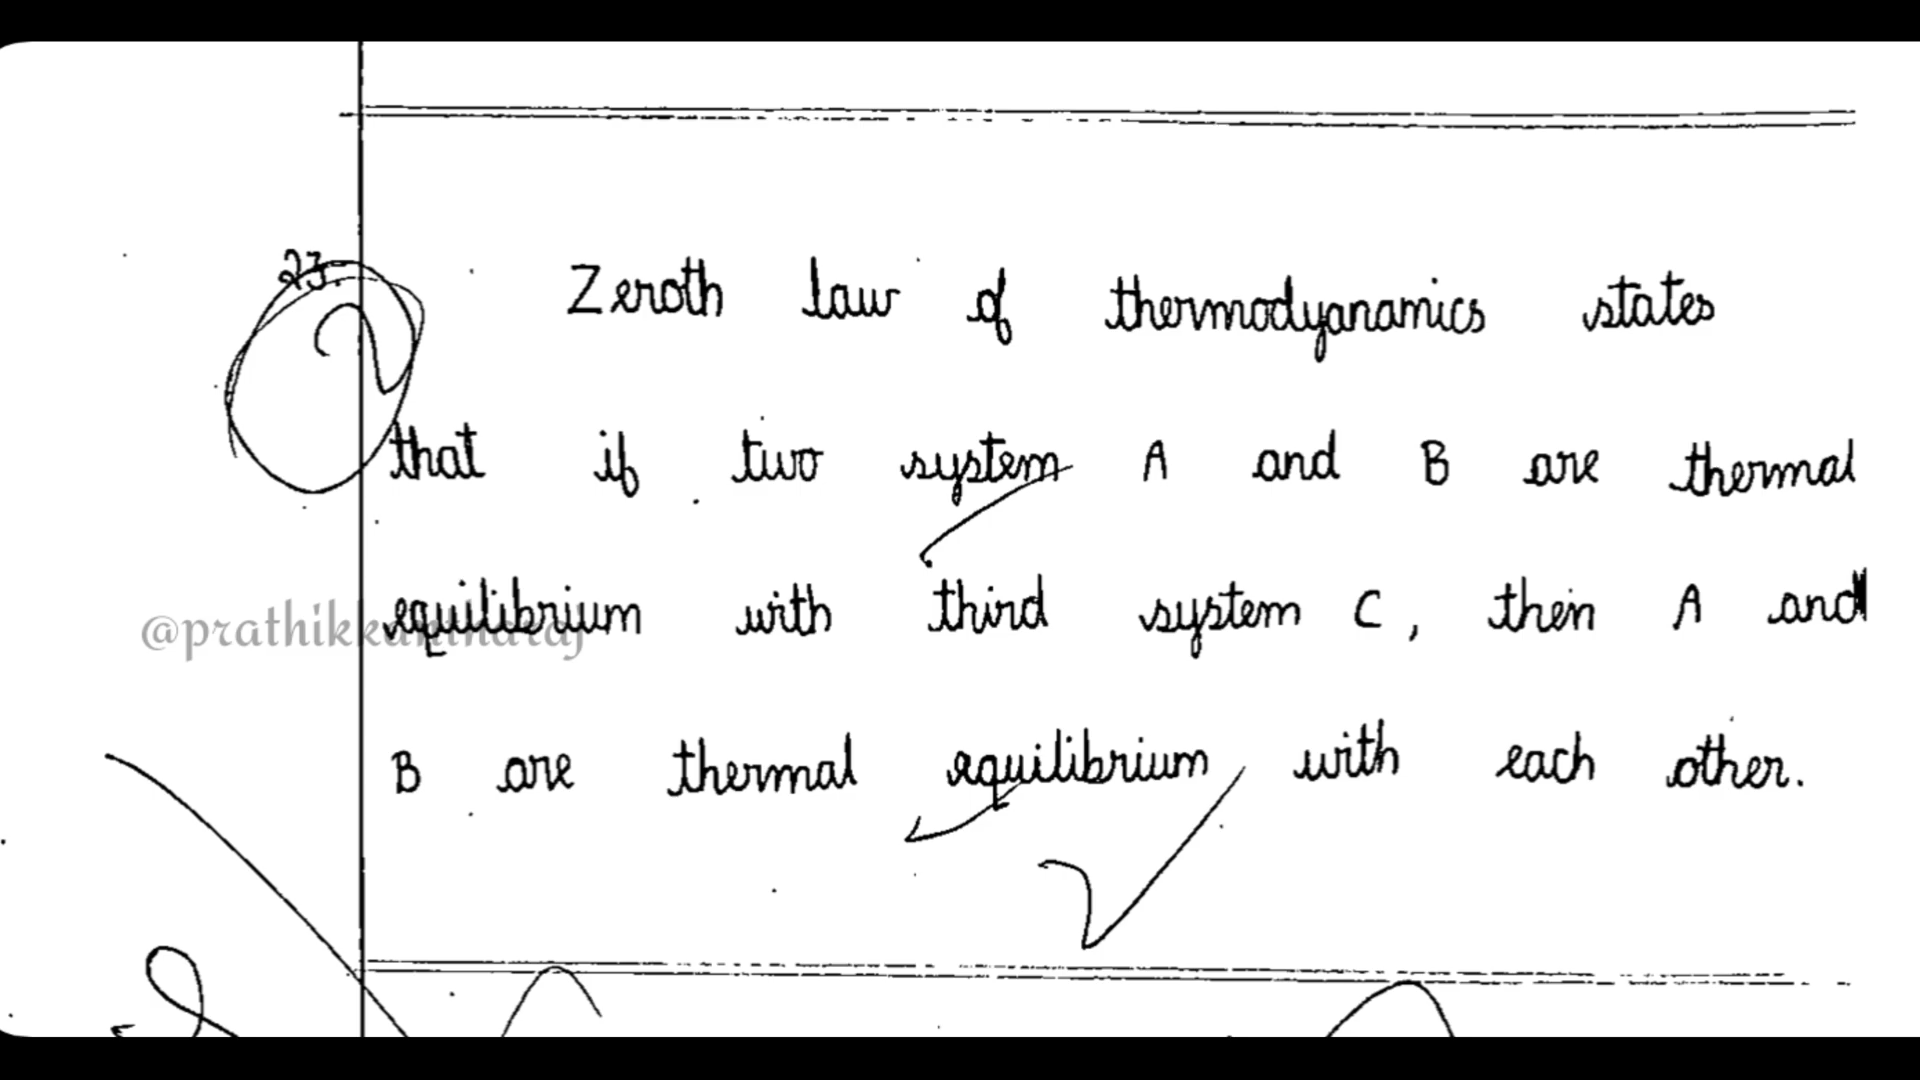 23.
Zeroth law of thermodyanamics states
that if two system A and B are thermal
equilibrium with third system C, then A and
B are thermal equilibrium with each other.